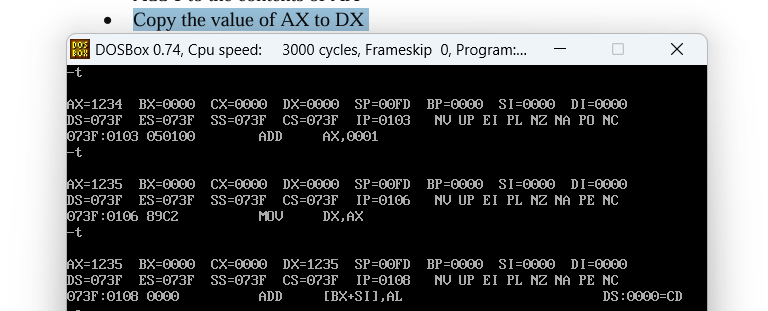 • Copy the value of AX to DX
DOSBox 0.74, Cpu speed: 3000 cycles, Frameskip 0, Program:...
-t
AX=1234 BX=0000 CX=0000 DX=0000 SP=00FD BP=0000 SI=0000 DI=0000
DS=073F ES=073F SS=073F CS=073F IP=0103 NV UP EI PL NZ NA PO NC
073F:0103 050100 ADD AX,0001
-t
AX=1235 BX=0000 CX=0000 DX=0000 SP=00FD BP=0000 SI=0000 DI=0000
DS=073F ES=073F SS=073F CS=073F IP=0106 NV UP EI PL NZ NA PE NC
073F:0106 89C2 MOV DX,AX
-t
AX=1235 BX=0000 CX=0000 DX=1235 SP=00FD BP=0000 SI=0000 DI=0000
DS=073F ES=073F SS=073F CS=073F IP=0108 NV UP EI PL NZ NA PE NC
073F:0108 0000 ADD [BX+SI],AL DS:0000=CD